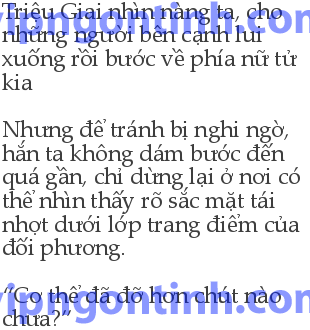 Triệu Giai nhìn nàng ta, cho
những người bên cạnh lui
xuống rồi bước về phía nữ tử
kia
Nhưng để tránh bị nghi ngờ,
hắn ta không dám bước đến
quá gần, chỉ dừng lại ở nơi có
thể nhìn thấy rõ sắc mặt tái
nhợt dưới lớp trang điểm của
đối phương.
“Cơ thể đã đỡ hơn chút nào
chưa?”